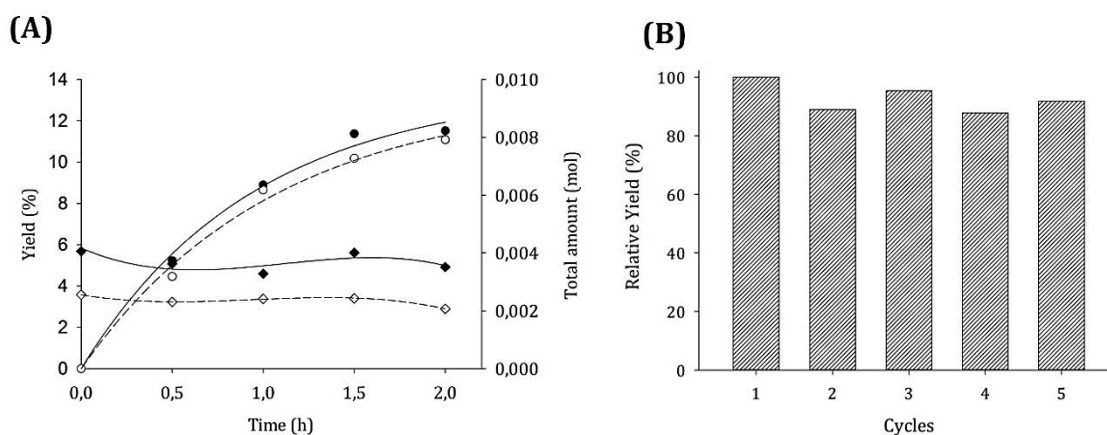 (A)
14
12
10
8
6
4
2
0
Yield (%)
0,010
0,008
0,006
0,004
0,002
0,000
Total amount (mol)
0,0 0,5 1,0 1,5 2,0
Time (h)
(B)
100
80
60
40
20
0
Relative Yield (%)
1 2 3 4 5
Cycles